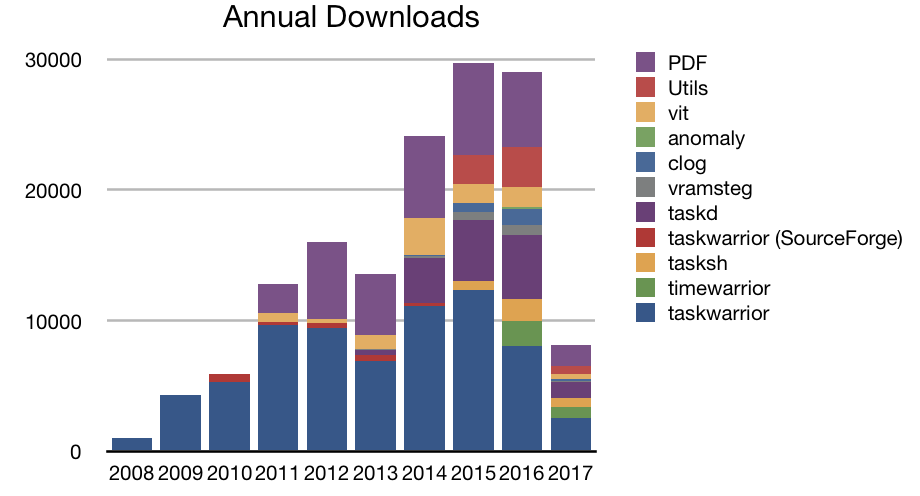 Annual Downloads
30000
20000
10000
0
2008 2009 2010 2011 2012 2013 2014 2015 2016 2017
PDF
Utils
vit
anomaly
clog
vramsteg
taskd
taskwarrior (SourceForge)
tasksh
timewarrior
taskwarrior